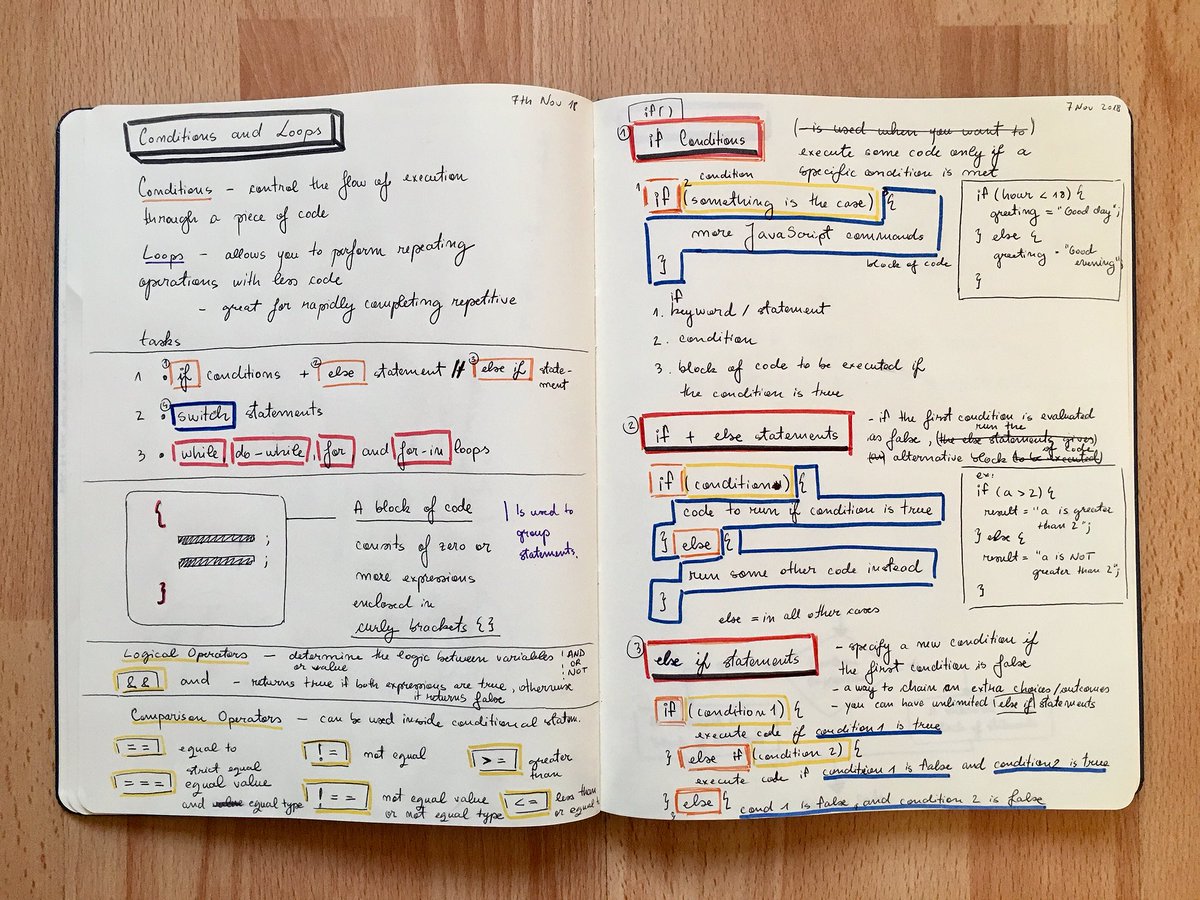 7th Nov 18
Conditions and Loops
Conditions - control the flow of execution
through a piece of code
Loops - allows you to perform repeating
operations with less code
- great for rapidly completing repetitive
tasks
1 • ① if conditions + ② else statement // ③ else if state-
ment
2 • ④ switch statements
3 • while, do-while, for and for-in loops
{
;
;
}
A block of code
consits of zero or
more expressions
enclosed in
curly brackets {}
Is used to
group
statements.
Logical Operators - determine the logic between variables
or value
! AND
! OR
! NOT
&& and - returns true if both expressions are true, otherwise
it returns false
Comparison Operators - can be used inside conditional statem.
== equal to
!= not equal
>= greater
than
strict equal
=== equal value
and equal type
!== not equal value
or not equal type
<= less than
or equal t
7 Nov 2018
if()
① if Conditions
(- is used when you want to)
execute some code only if a
specific condition is met
1 2 condition 3
if (something is the case) {
more JavaScript commands
}
block of code
if (hour < 18) {
greeting = "Good day";
} else {
greeting = "Good
evening";
}
if
1. keyword / statement
2. condition
3. block of code to be executed if
the condition is true
② if + else statements
- if the first condition is evaluated
run the
as false, (the else statements gives)
of code
alternative block to be executed)
if (condition) {
code to run if condition is true
} else {
run some other code instead
}
else = in all other cases
ex:
if (a > 2) {
result = "a is greater
than 2";
} else {
result = "a is NOT
greater than 2";
}
③ else if statements
- specify a new condition if
the first condition is false
- a way to chain on extra choices/outcomes
- you can have unlimited else if statements
if (condition 1) {
execute code if condition 1 is true
} else if (condition 2) {
execute code if condition 1 is false and condition 2 is true
} else { cond 1 is false, and condition 2 is false
}